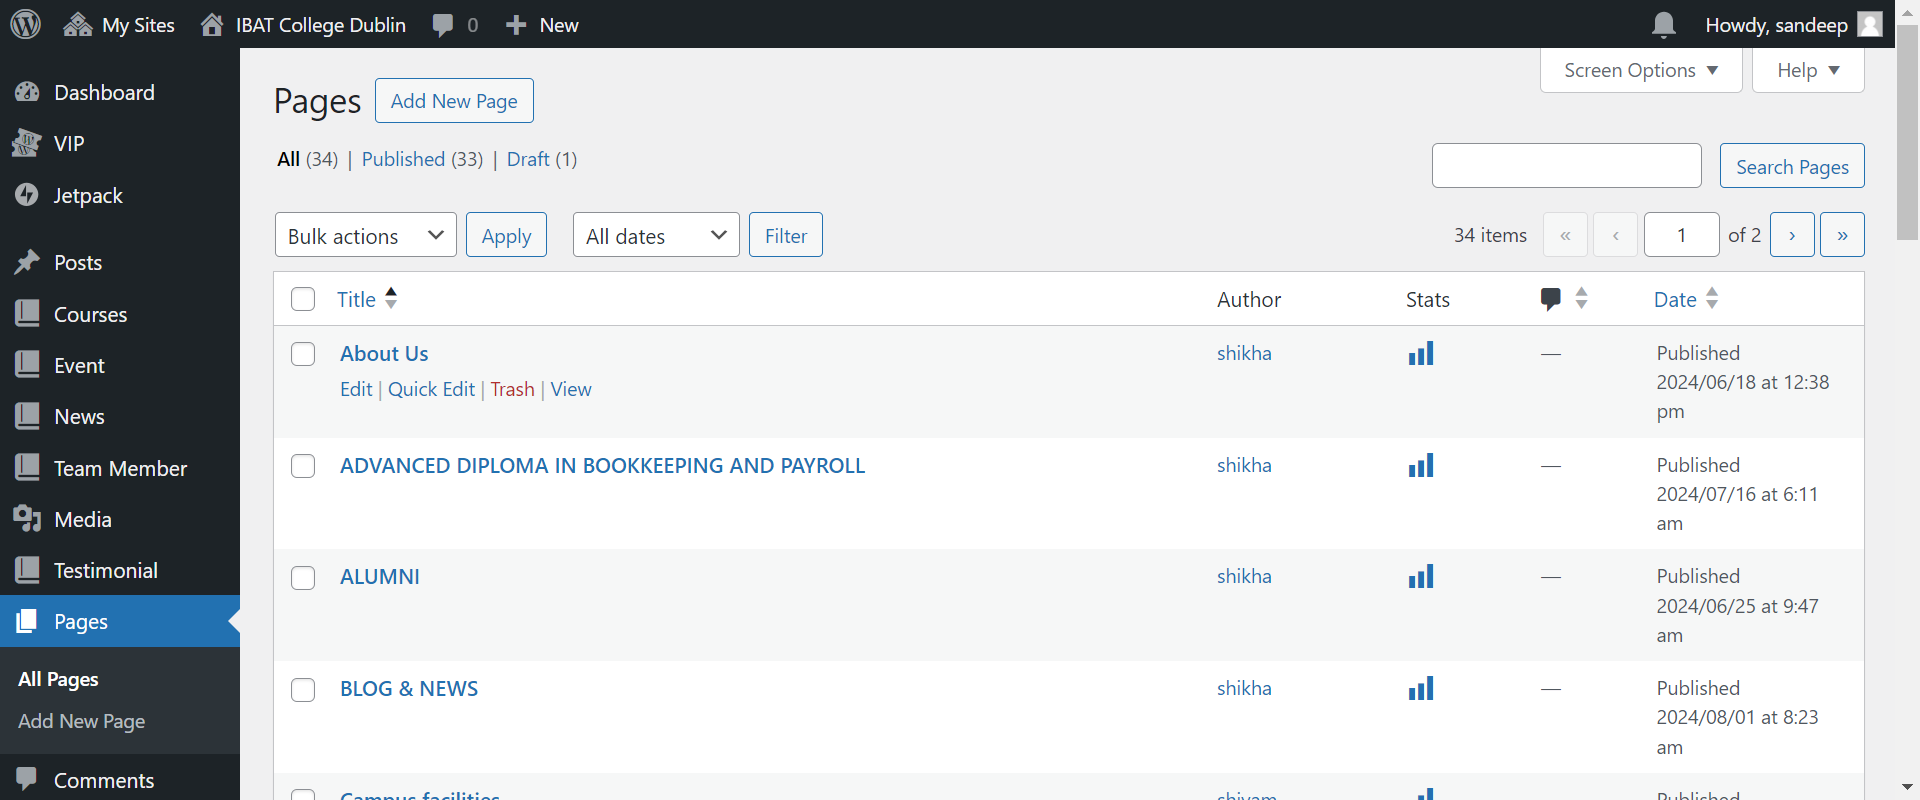 My Sites IBAT College Dublin 0 New Howdy, sandeep
Dashboard
VIP
Jetpack
Posts
Courses
Event
News
Team Member
Media
Testimonial
Pages
All Pages
Add New Page
Comments
Screen Options Help
Pages Add New Page
All (34) | Published (33) | Draft (1)
Search Pages
Bulk actions Apply All dates Filter 34 items « ‹ 1 of 2 › »
Title Author Stats Date
About Us shikha — Published
2024/06/18 at 12:38
pm
Edit | Quick Edit | Trash | View
ADVANCED DIPLOMA IN BOOKKEEPING AND PAYROLL shikha — Published
2024/07/16 at 6:11
am
ALUMNI shikha — Published
2024/06/25 at 9:47
am
BLOG & NEWS shikha — Published
2024/08/01 at 8:23
am
Campus facilities shivam Published